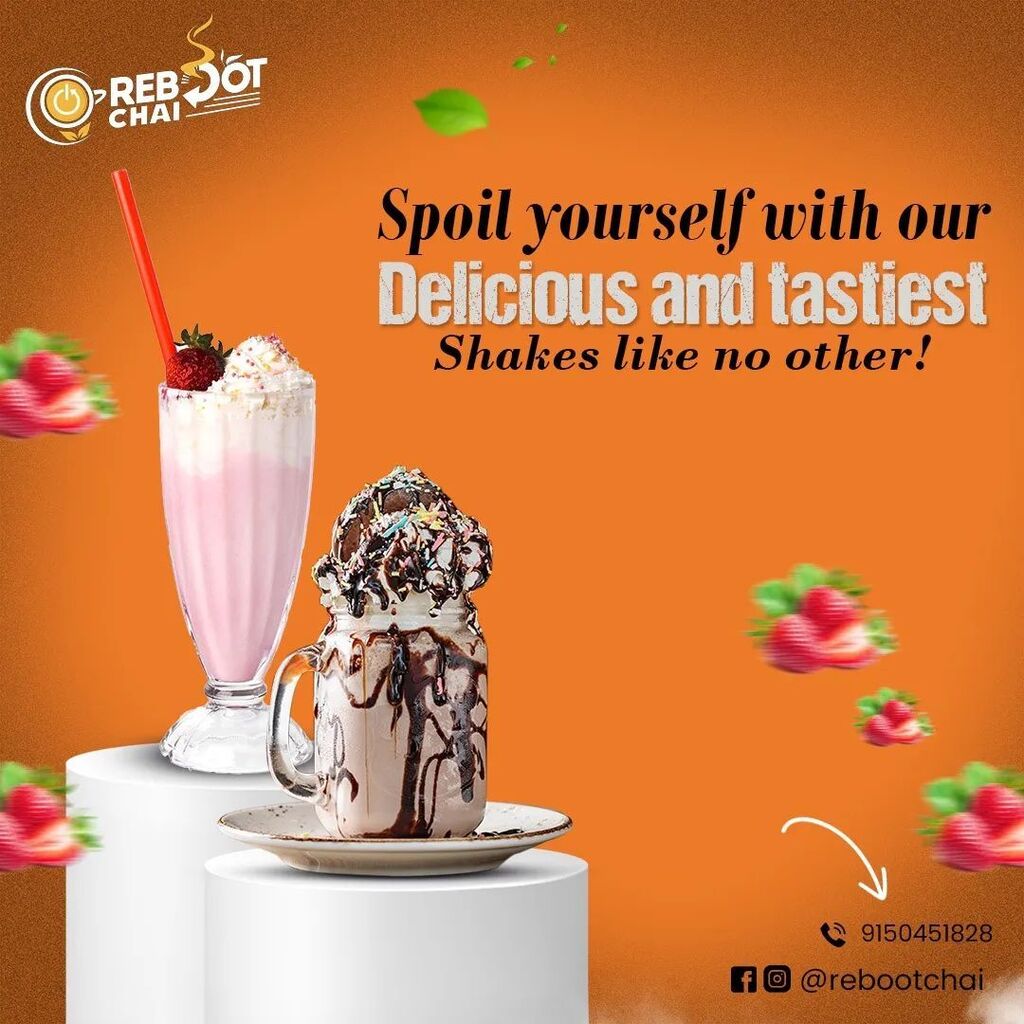 REBOOT
CHAI
Spoil yourself with our
Delicious and tastiest
Shakes like no other!
9150451828
@rebootchai